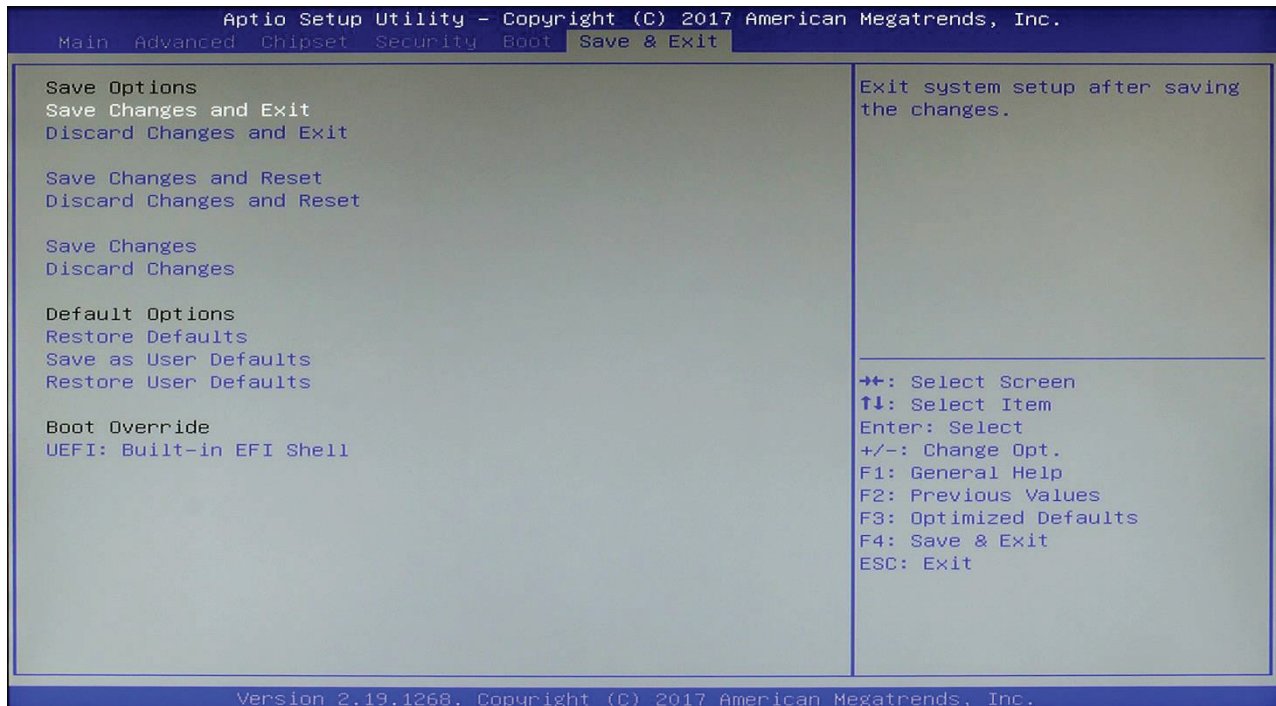 Aptio Setup Utility – Copyright (C) 2017 American Megatrends, Inc.
Main Advanced Chipset Security Boot Save & Exit
Save Options
Save Changes and Exit
Discard Changes and Exit
Save Changes and Reset
Discard Changes and Reset
Save Changes
Discard Changes
Default Options
Restore Defaults
Save as User Defaults
Restore User Defaults
Boot Override
UEFI: Built-in EFI Shell
Exit system setup after saving
the changes.
→←: Select Screen
↑↓: Select Item
Enter: Select
+/-: Change Opt.
F1: General Help
F2: Previous Values
F3: Optimized Defaults
F4: Save & Exit
ESC: Exit
Version 2.19.1268. Copyright (C) 2017 American Megatrends, Inc.